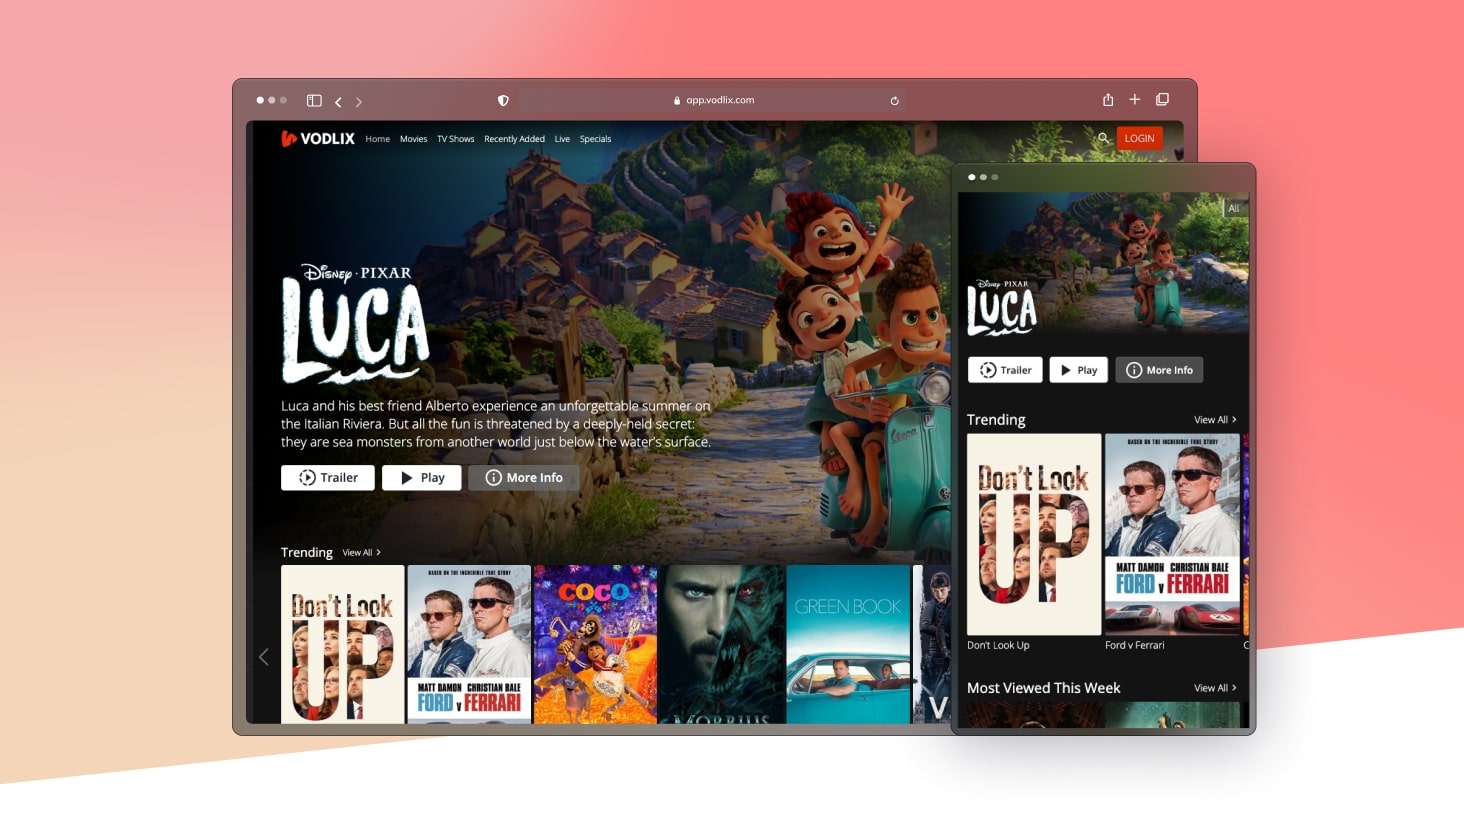 app.vodlix.com
VODLIX Home Movies TV Shows Recently Added Live Specials LOGIN
Disney · PIXAR
LUCA
Luca and his best friend Alberto experience an unforgettable summer on
the Italian Riviera. But all the fun is threatened by a deeply-held secret:
they are sea monsters from another world just below the water's surface.
Trailer Play More Info
Vespa
Trending View All >
Don't Look
UP
BASED ON THE INCREDIBLE TRUE STORY
MATT DAMON CHRISTIAN BALE
FORD v FERRARI
COCO
MORBIUS
GREEN BOOK
V
All
Disney · PIXAR
LUCA
Trailer Play More Info
Trending View All >
Don't Look
UP
BASED ON THE INCREDIBLE TRUE STORY
MATT DAMON CHRISTIAN BALE
FORD v FERRARI
Don't Look Up Ford v Ferrari C
Most Viewed This Week View All >